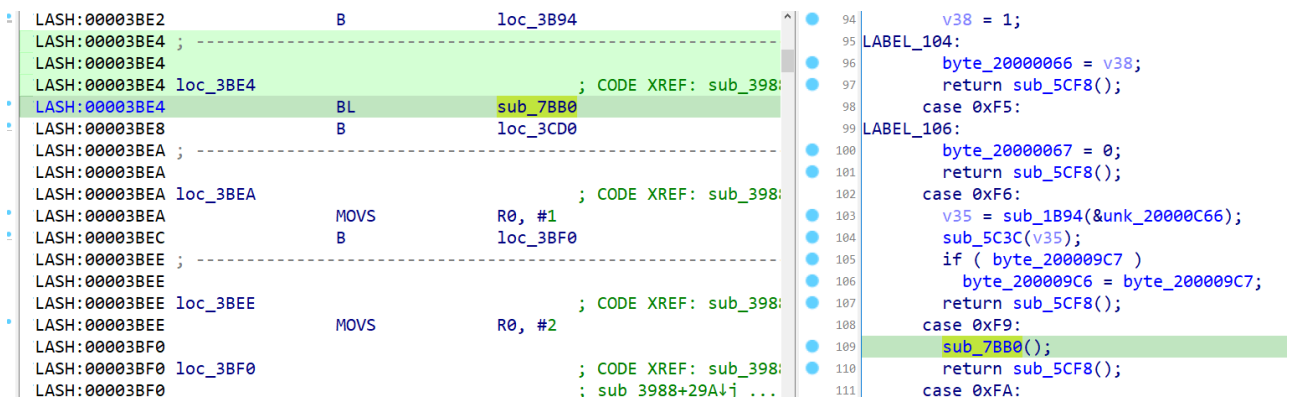 LASH:00003BE2 B loc_3B94
LASH:00003BE4 ; ---------------------------------------------------------------
LASH:00003BE4
LASH:00003BE4 loc_3BE4 ; CODE XREF: sub_398
LASH:00003BE4 BL sub_7BB0
LASH:00003BE8 B loc_3CD0
LASH:00003BEA ; ---------------------------------------------------------------
LASH:00003BEA
LASH:00003BEA loc_3BEA ; CODE XREF: sub_398
LASH:00003BEA MOVS R0, #1
LASH:00003BEC B loc_3BF0
LASH:00003BEE ; ---------------------------------------------------------------
LASH:00003BEE
LASH:00003BEE loc_3BEE ; CODE XREF: sub_398
LASH:00003BEE MOVS R0, #2
LASH:00003BF0
LASH:00003BF0 loc_3BF0 ; CODE XREF: sub_398
LASH:00003BF0 ; sub_3988+29A↓j ...
94 v38 = 1;
95 LABEL_104:
96 byte_20000066 = v38;
97 return sub_5CF8();
98 case 0xF5:
99 LABEL_106:
100 byte_20000067 = 0;
101 return sub_5CF8();
102 case 0xF6:
103 v35 = sub_1B94(&unk_20000C66);
104 sub_5C3C(v35);
105 if ( byte_200009C7 )
106 byte_200009C6 = byte_200009C7;
107 return sub_5CF8();
108 case 0xF9:
109 sub_7BB0();
110 return sub_5CF8();
111 case 0xFA: